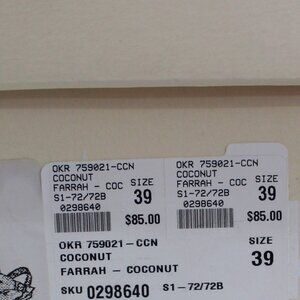 OKR 759021-CCN
COCONUT
FARRAH - COC SIZE
S1-72/72B 39
0298640
$85.00
OKR 759021-CCN
COCONUT
FARRAH - COC SIZE
S1-72/72B 39
0298640
$85.00
OKR 759021-CCN SIZE
COCONUT 39
FARRAH - COCONUT
SKU 0298640 S1-72/72B